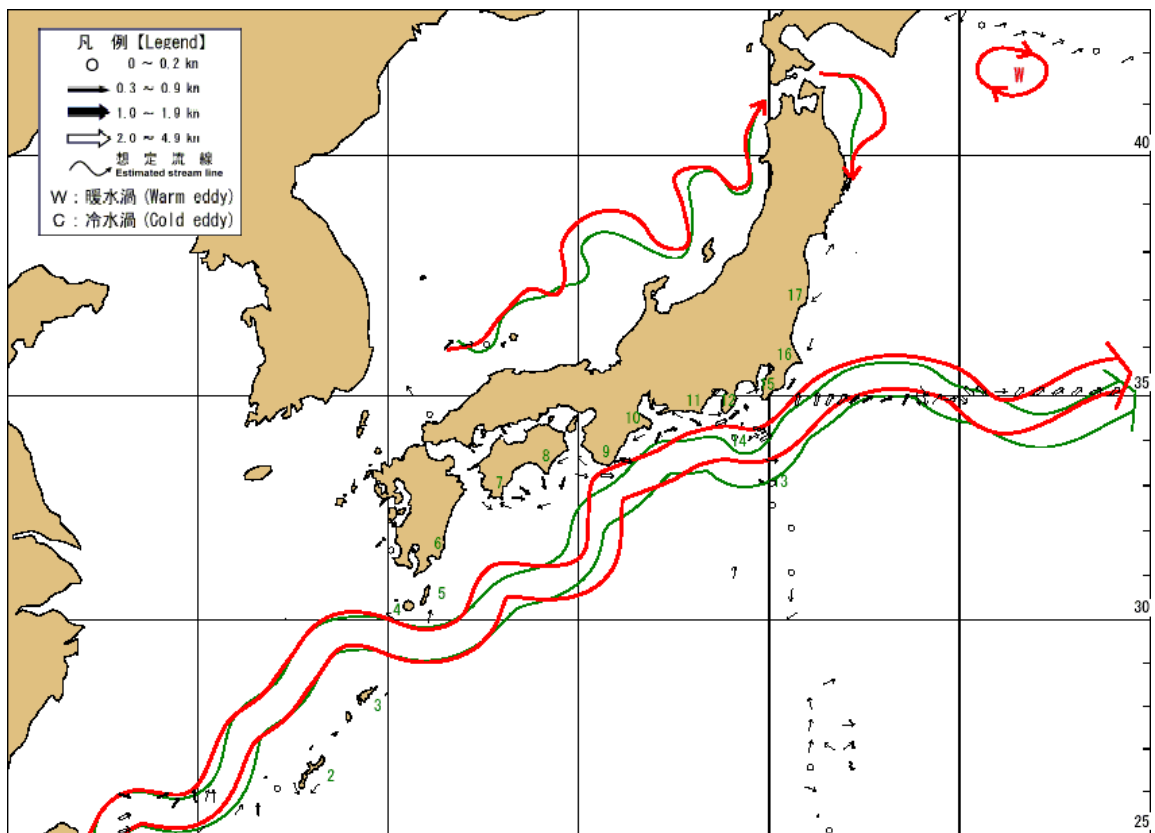 凡 例【Legend】
0 ～ 0.2 kn
0.3 ～ 0.9 kn
1.0 ～ 1.9 kn
2.0 ～ 4.9 kn
想 定 流 線
Estimated stream line
W : 暖水渦 (Warm eddy)
C : 冷水渦 (Cold eddy)
W
40
17
16
15
35
12
11
10
14
9
8
13
7
6
5
4
30
3
2
25